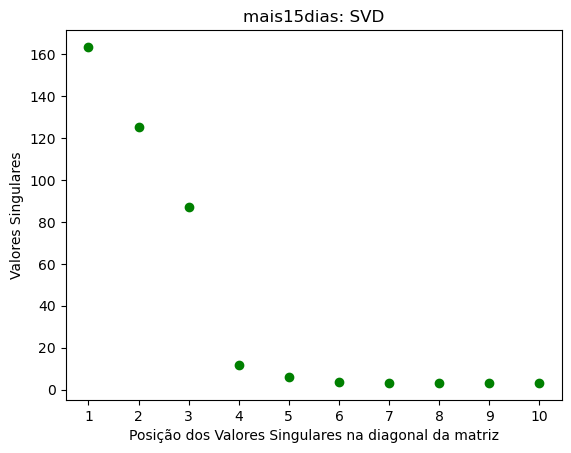 mais15dias: SVD
Valores Singulares
160
140
120
100
80
60
40
20
0
1 2 3 4 5 6 7 8 9 10
Posição dos Valores Singulares na diagonal da matriz